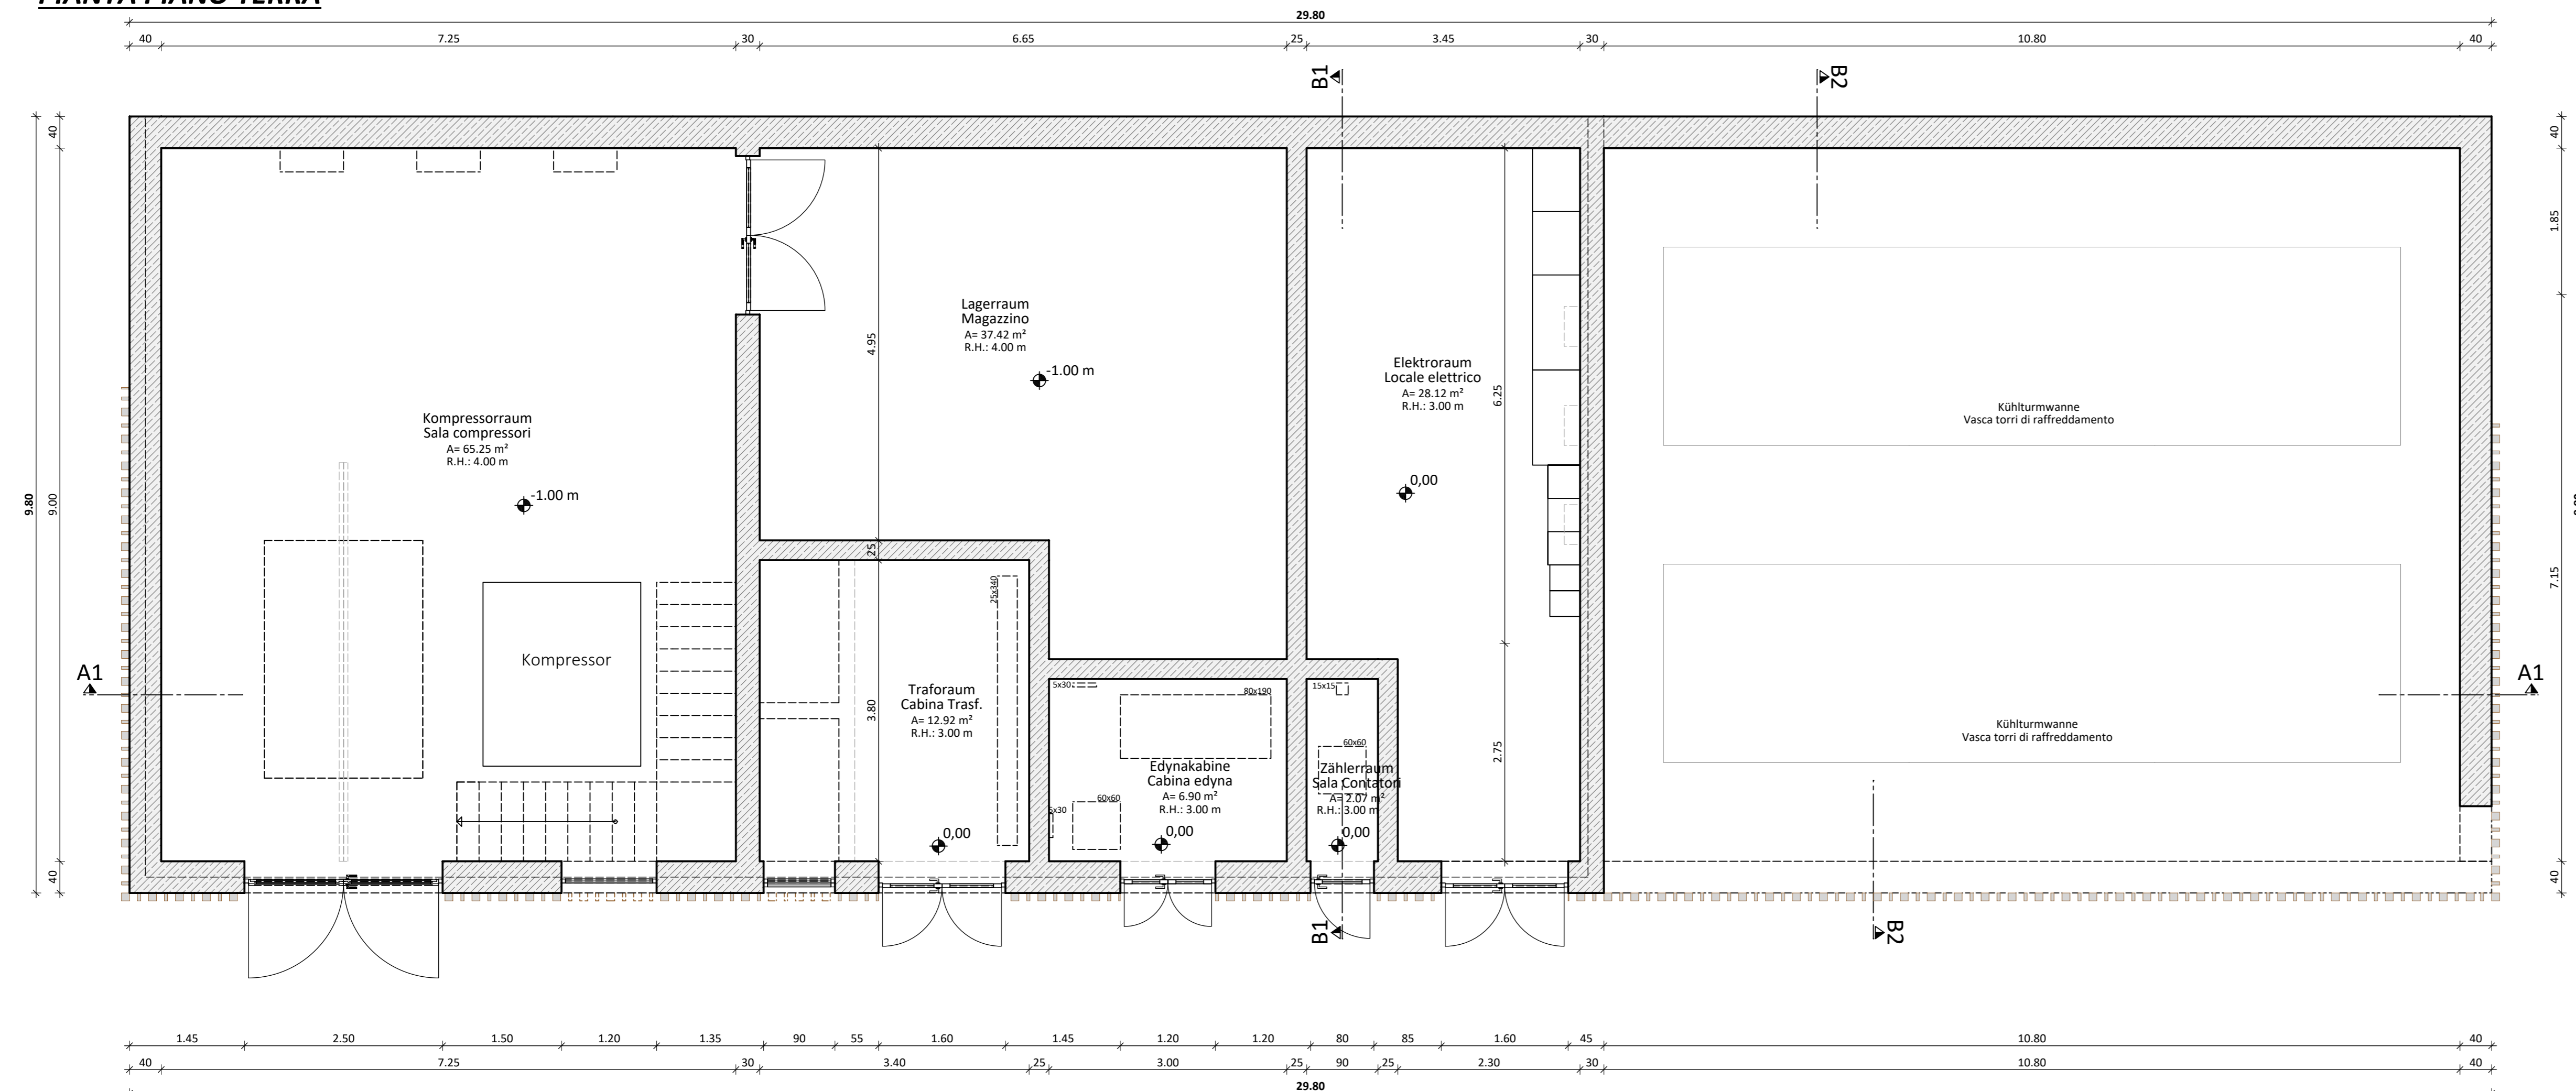 29.80
40 7.25 30 6.65 25 3.45 30 10.80 40
B1 B2
40
40
1.85
Lagerraum
Magazzino
A= 37.42 m²
R.H.: 4.00 m
-1.00 m
4.95
Elektroraum
Locale elettrico
A= 28.12 m²
R.H.: 3.00 m
6.25
0,00
Kühlturmwanne
Vasca torri di raffreddamento
Kompressorraum
Sala compressori
A= 65.25 m²
R.H.: 4.00 m
-1.00 m
9.80
9.00
25
25x340
7.15
Kompressor
A1
A1
Traforaum
Cabina Trasf.
A= 12.92 m²
R.H.: 3.00 m
3.80
0,00
5x30
80x190
60x60
Edynakabine
Cabina edyna
A= 6.90 m²
R.H.: 3.00 m
0,00
15x15
60x60
Zählerraum
Sala Contatori
A= 2.07 m²
R.H.: 3.00 m
0,00
2.75
Kühlturmwanne
Vasca torri di raffreddamento
40
40
B1 B2
1.45 2.50 1.50 1.20 1.35 90 55 1.60 1.45 1.20 1.20 80 85 1.60 45 10.80 40
40 7.25 30 3.40 25 3.00 25 90 25 2.30 30 10.80 40
29.80